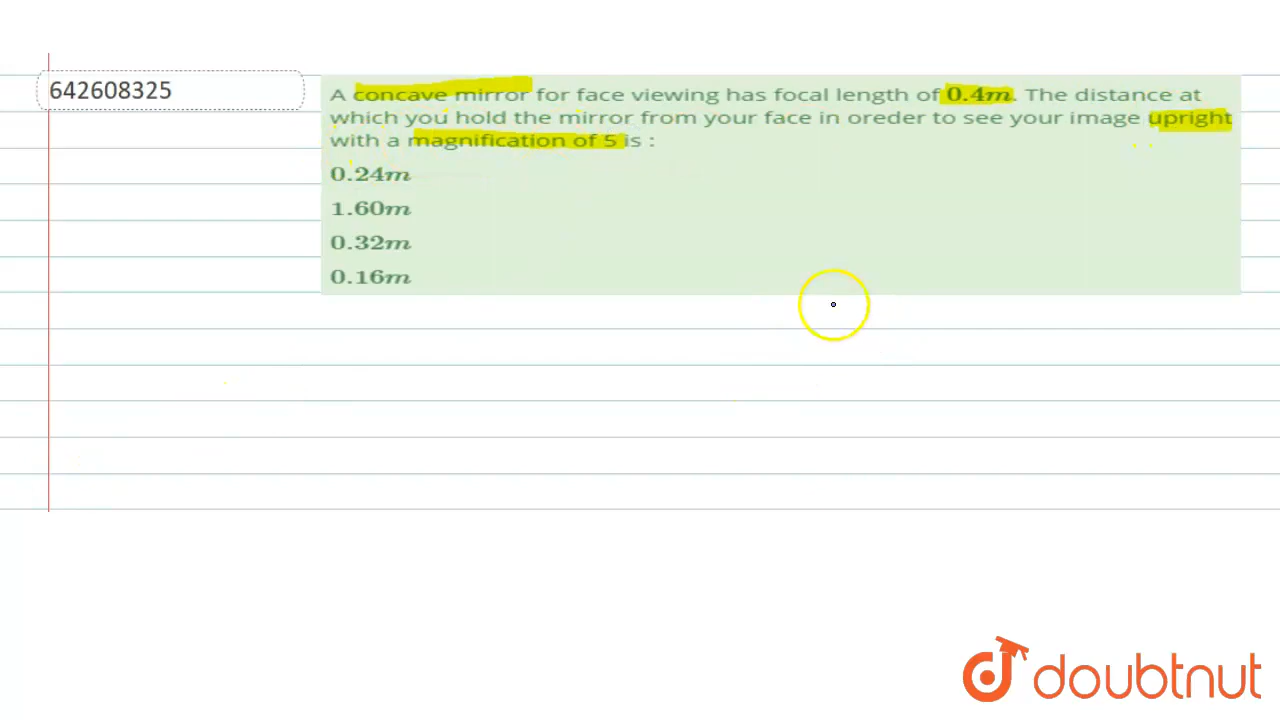 642608325
A concave mirror for face viewing has focal length of 0.4m. The distance at
which you hold the mirror from your face in oreder to see your image upright
with a magnification of 5 is :
0.24m
1.60m
0.32m
0.16m
doubtnut